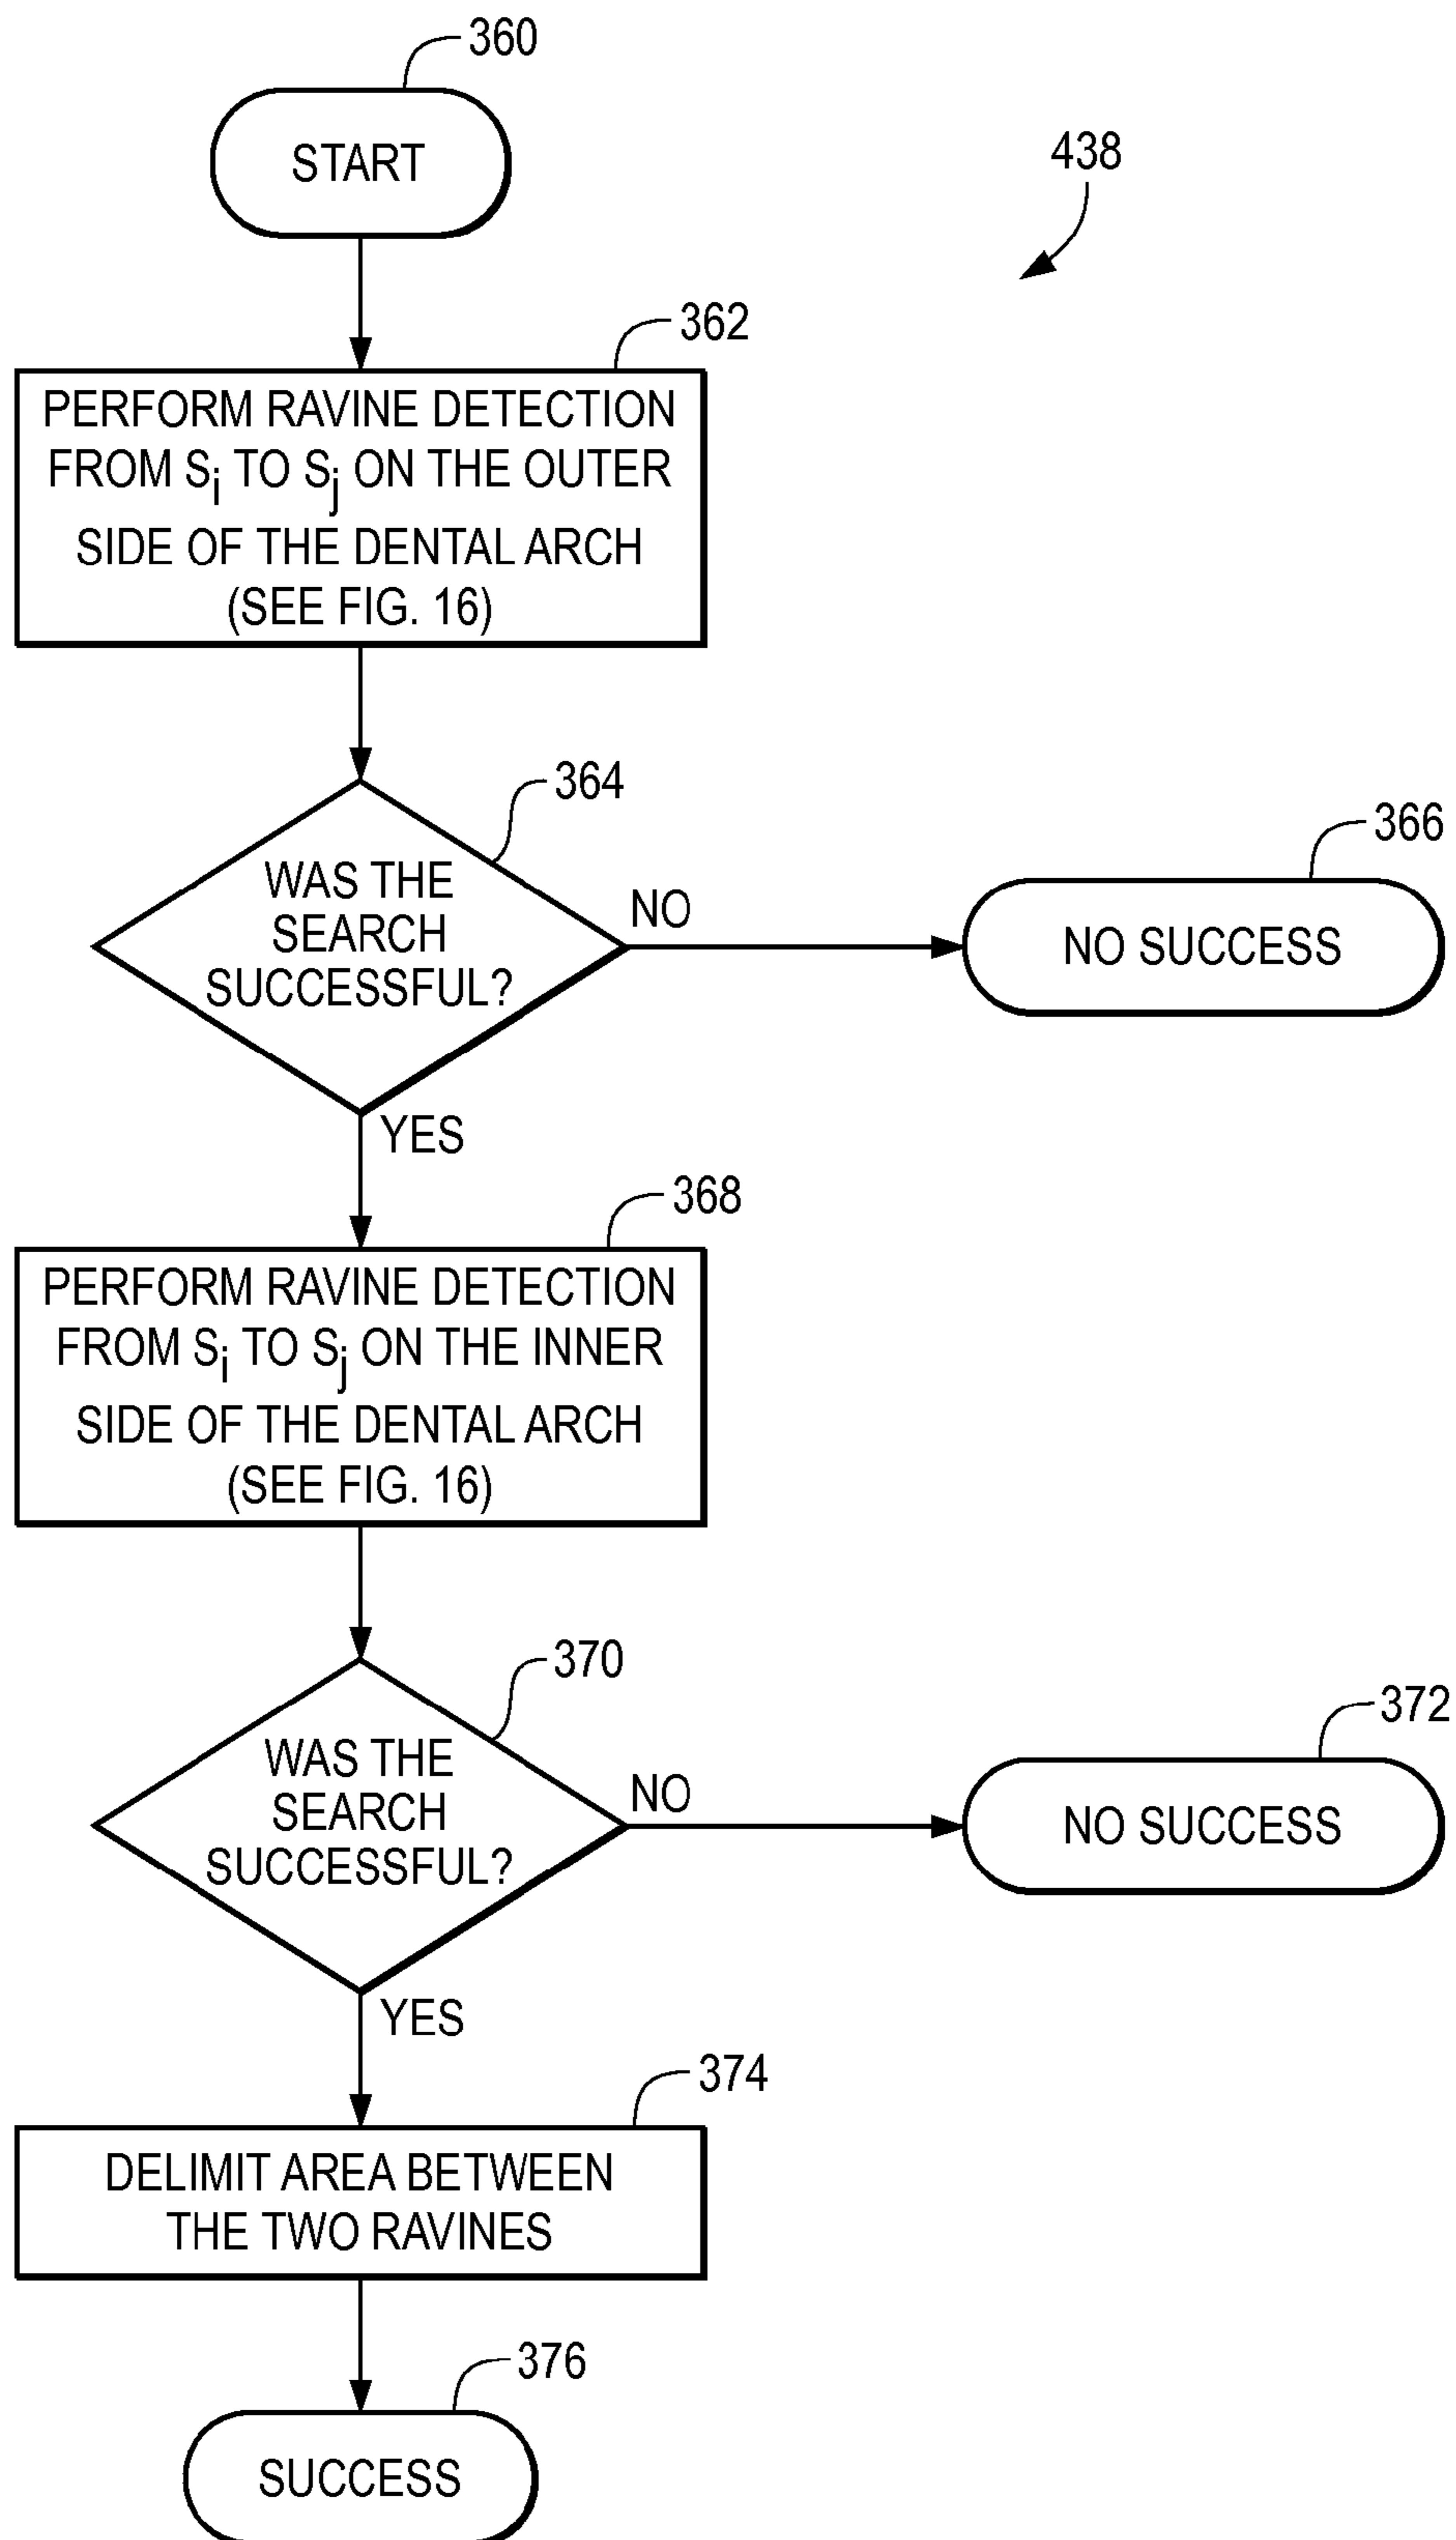 360
START
438
362
PERFORM RAVINE DETECTION
FROM Si TO Sj ON THE OUTER
SIDE OF THE DENTAL ARCH
(SEE FIG. 16)
364
WAS THE
SEARCH
SUCCESSFUL?
NO
366
NO SUCCESS
YES
368
PERFORM RAVINE DETECTION
FROM Si TO Sj ON THE INNER
SIDE OF THE DENTAL ARCH
(SEE FIG. 16)
370
WAS THE
SEARCH
SUCCESSFUL?
NO
372
NO SUCCESS
YES
374
DELIMIT AREA BETWEEN
THE TWO RAVINES
376
SUCCESS